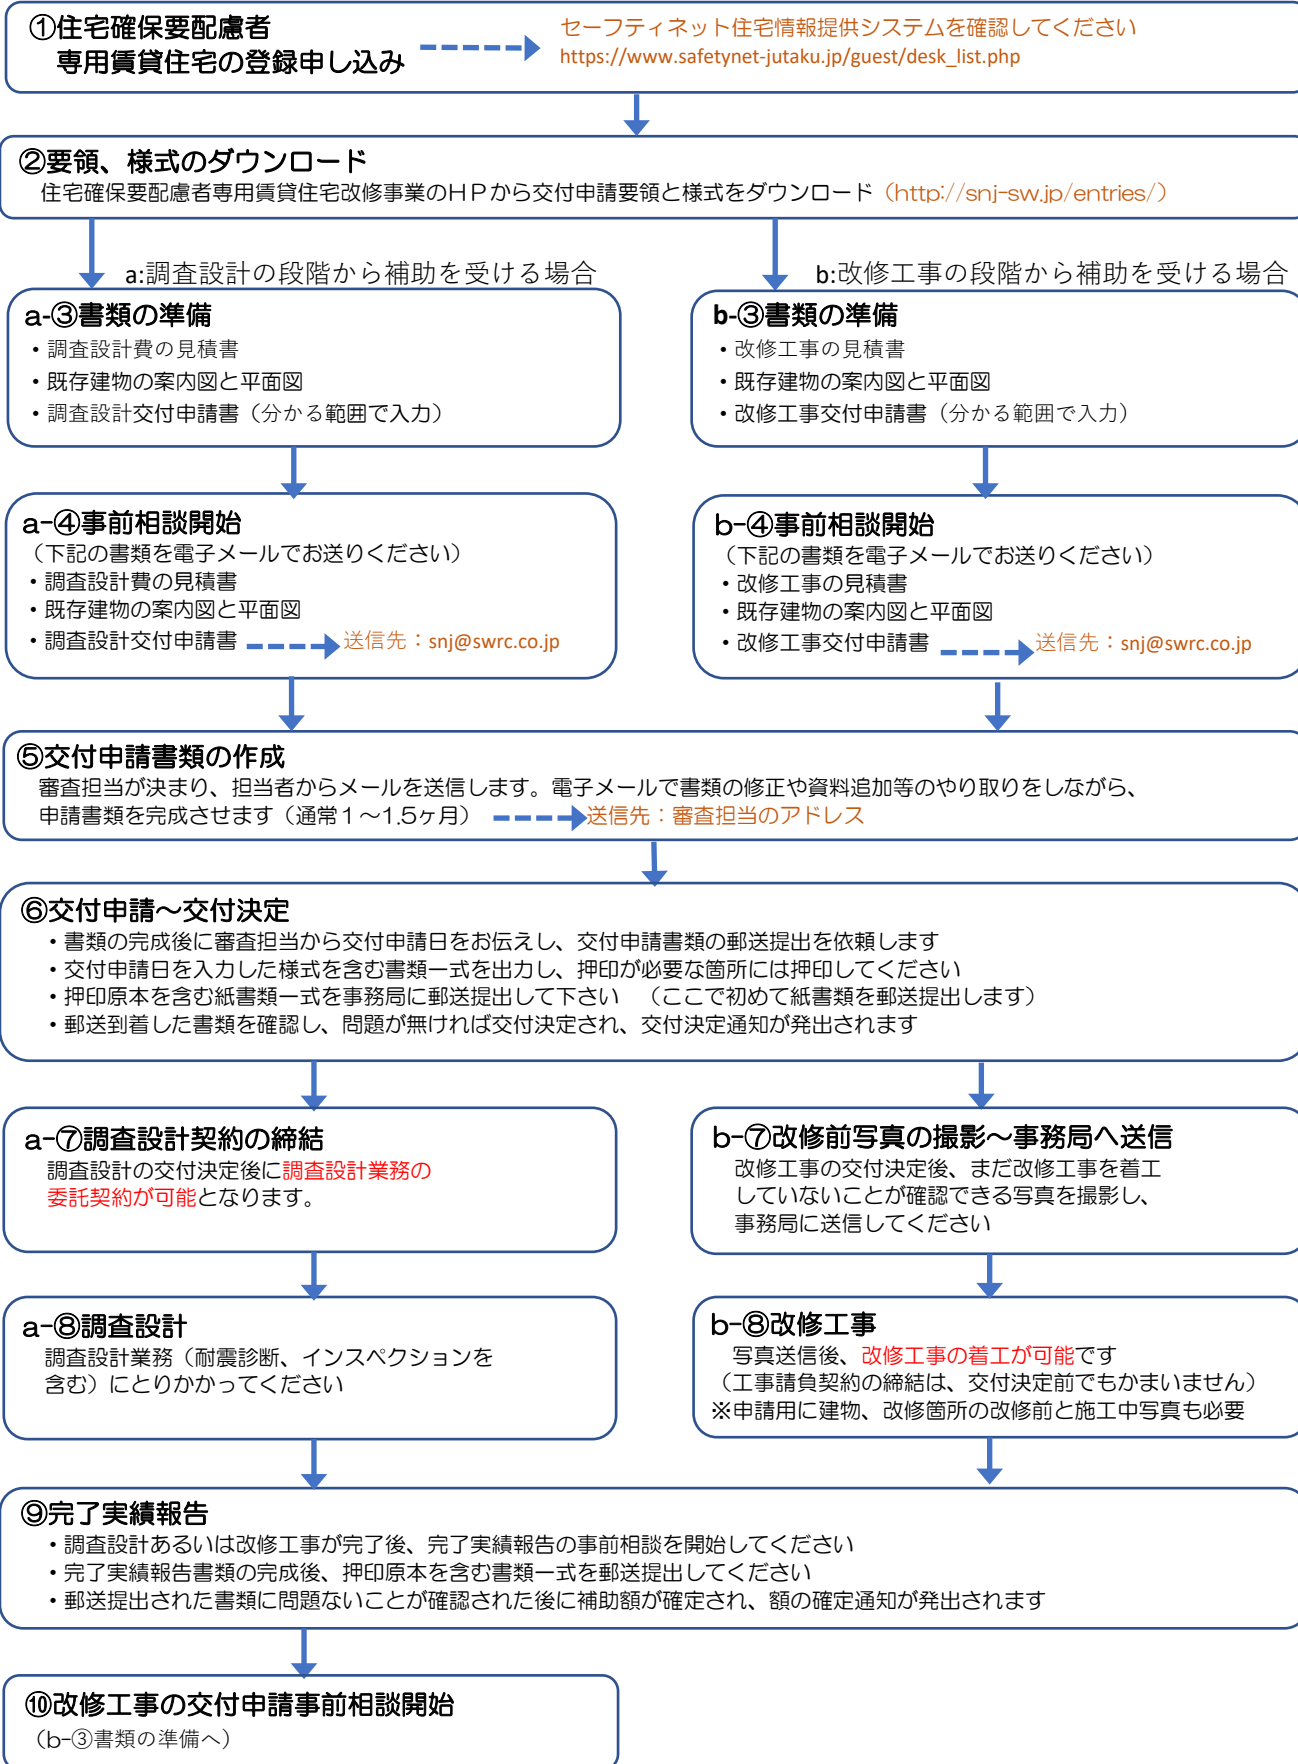 ①住宅確保要配慮者
専用賃貸住宅の登録申し込み
セーフティネット住宅情報提供システムを確認してください
https://www.safetynet-jutaku.jp/guest/desk_list.php
②要領、様式のダウンロード
住宅確保要配慮者専用賃貸住宅改修事業のＨＰから交付申請要領と様式をダウンロード（http://snj-sw.jp/entries/）
a:調査設計の段階から補助を受ける場合
a-③書類の準備
・調査設計費の見積書
・既存建物の案内図と平面図
・調査設計交付申請書（分かる範囲で入力）
b:改修工事の段階から補助を受ける場合
b-③書類の準備
・改修工事の見積書
・既存建物の案内図と平面図
・改修工事交付申請書（分かる範囲で入力）
a-④事前相談開始
（下記の書類を電子メールでお送りください）
・調査設計費の見積書
・既存建物の案内図と平面図
・調査設計交付申請書 送信先：snj@swrc.co.jp
b-④事前相談開始
（下記の書類を電子メールでお送りください）
・改修工事の見積書
・既存建物の案内図と平面図
・改修工事交付申請書 送信先：snj@swrc.co.jp
⑤交付申請書類の作成
審査担当が決まり、担当者からメールを送信します。電子メールで書類の修正や資料追加等のやり取りをしながら、
申請書類を完成させます（通常１～1.5ヶ月） 送信先：審査担当のアドレス
⑥交付申請～交付決定
・書類の完成後に審査担当から交付申請日をお伝えし、交付申請書類の郵送提出を依頼します
・交付申請日を入力した様式を含む書類一式を出力し、押印が必要な箇所には押印してください
・押印原本を含む紙書類一式を事務局に郵送提出して下さい （ここで初めて紙書類を郵送提出します）
・郵送到着した書類を確認し、問題が無ければ交付決定され、交付決定通知が発出されます
a-⑦調査設計契約の締結
調査設計の交付決定後に調査設計業務の
委託契約が可能となります。
b-⑦改修前写真の撮影～事務局へ送信
改修工事の交付決定後、まだ改修工事を着工
していないことが確認できる写真を撮影し、
事務局に送信してください
a-⑧調査設計
調査設計業務（耐震診断、インスペクションを
含む）にとりかかってください
b-⑧改修工事
写真送信後、改修工事の着工が可能です
（工事請負契約の締結は、交付決定前でもかまいません）
※申請用に建物、改修箇所の改修前と施工中写真も必要
⑨完了実績報告
・調査設計あるいは改修工事が完了後、完了実績報告の事前相談を開始してください
・完了実績報告書類の完成後、押印原本を含む書類一式を郵送提出してください
・郵送提出された書類に問題ないことが確認された後に補助額が確定され、額の確定通知が発出されます
⑩改修工事の交付申請事前相談開始
（b-③書類の準備へ）